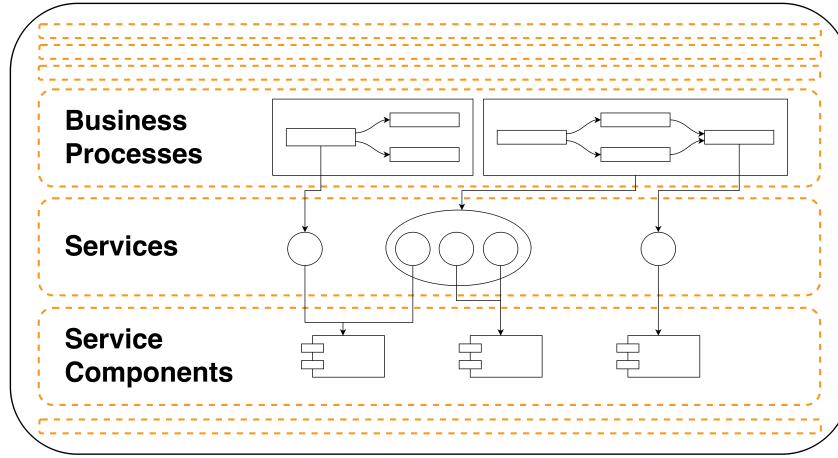 Business
Processes
Services
Service
Components